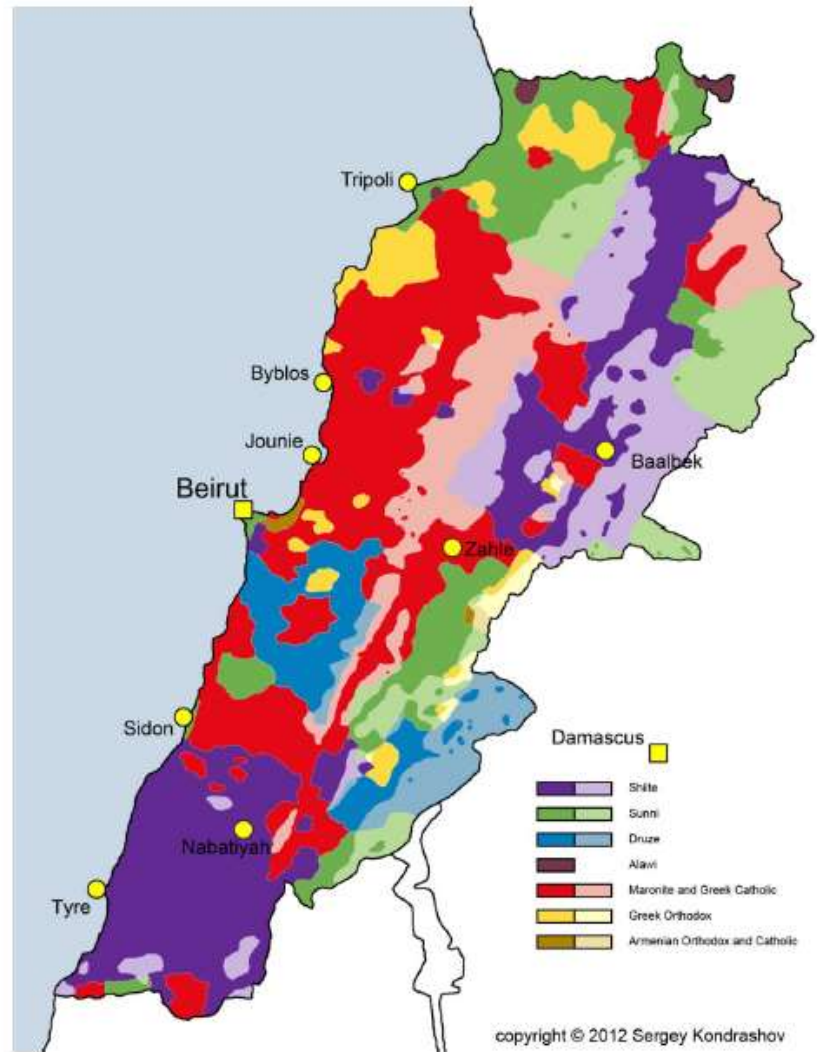 Tripoli
Byblos
Jounie
Beirut
Baalbek
Zahle
Sidon
Damascus
Nabatiyah
Tyre
Shiite
Sunni
Druze
Alawi
Maronite and Greek Catholic
Greek Orthodox
Armenian Orthodox and Catholic
copyright © 2012 Sergey Kondrashov